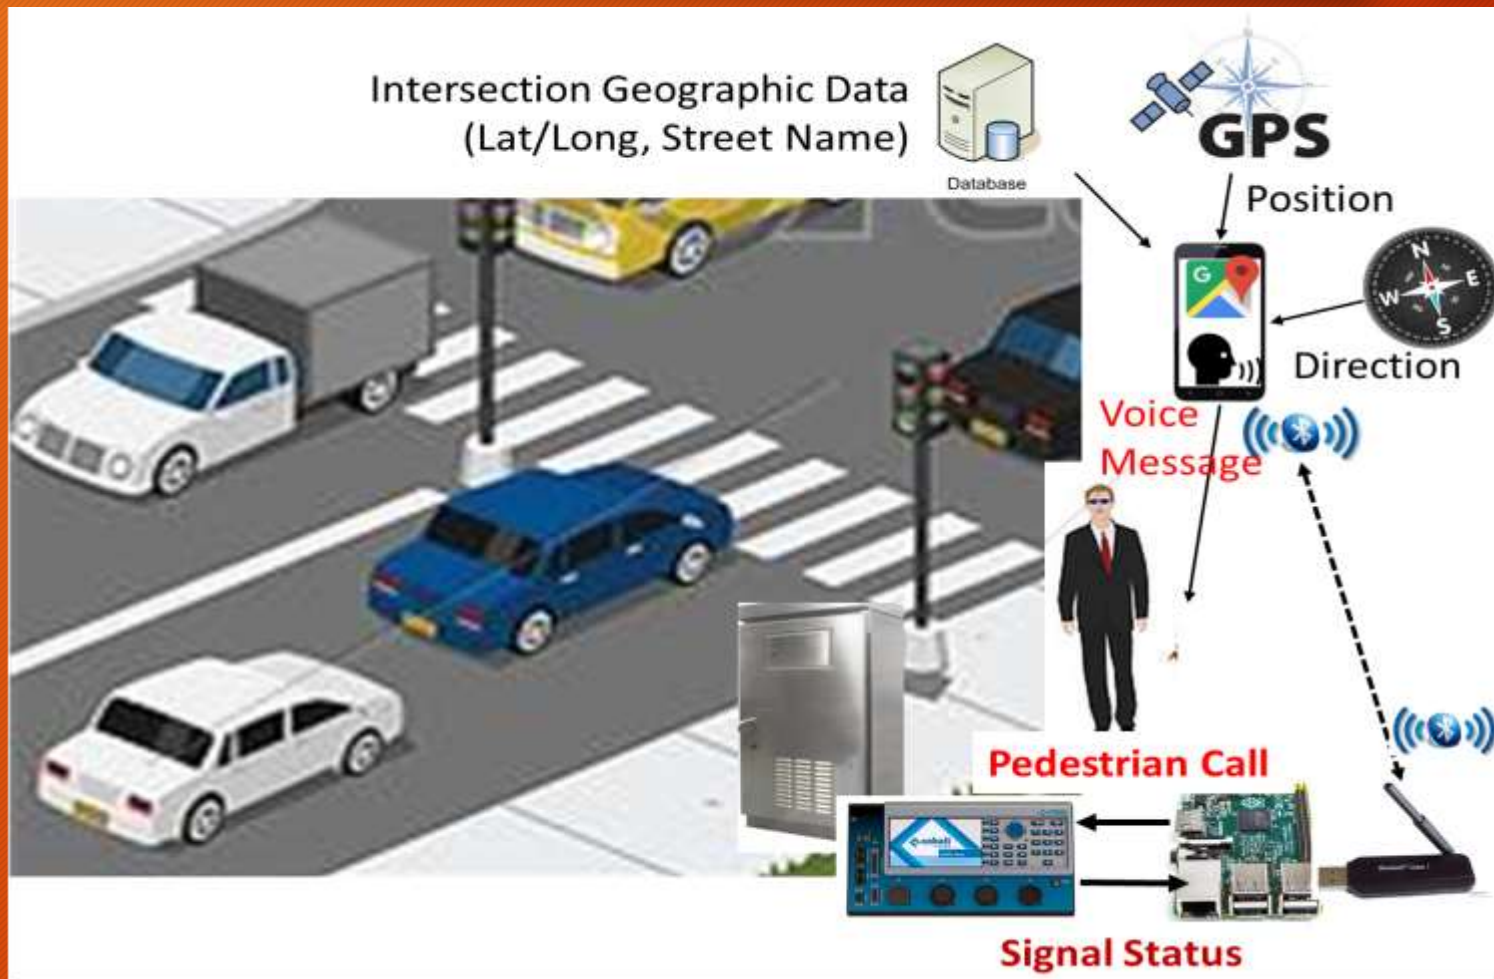 Intersection Geographic Data
(Lat/Long, Street Name)
Database
GPS
Position
G
N
E
W
S
Direction
Voice
Message
Pedestrian Call
Signal Status